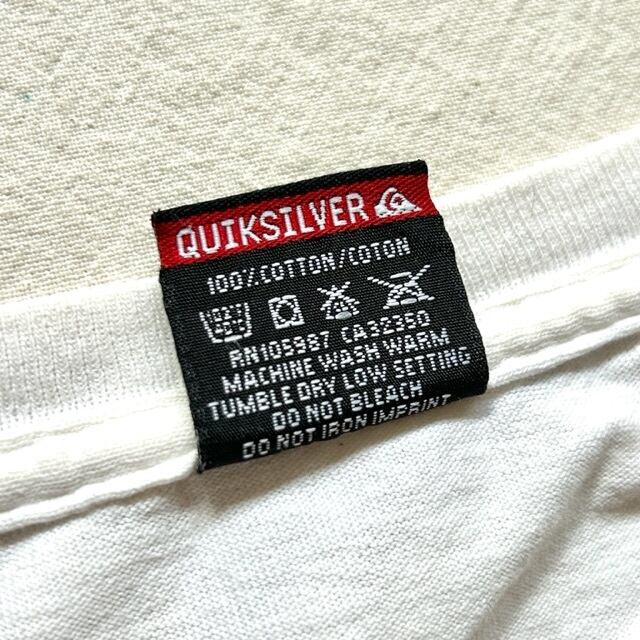 QUIKSILVER
100% COTTON/COTON
RN105987 CA32350
MACHINE WASH WARM
TUMBLE DRY LOW SETTING
DO NOT BLEACH
DO NOT IRON IMPRINT